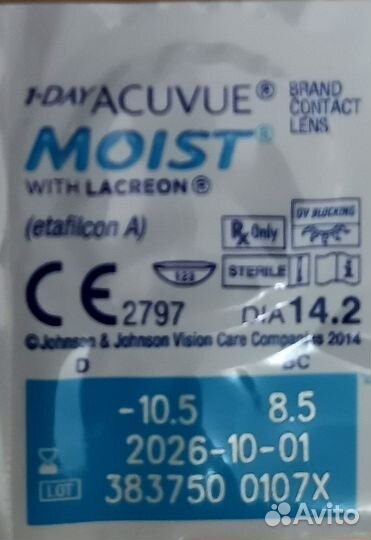 1·DAY ACUVUE® BRAND CONTACT LENS
MOIST®
WITH LACREON®
(etafilcon A)
Rx Only
UV BLOCKING
123
STERILE
i
CE 2797
DIA 14.2
©Johnson & Johnson Vision Care Companies 2014
D BC
-10.5 8.5
2026-10-01
LOT 383750 0107X
Avito